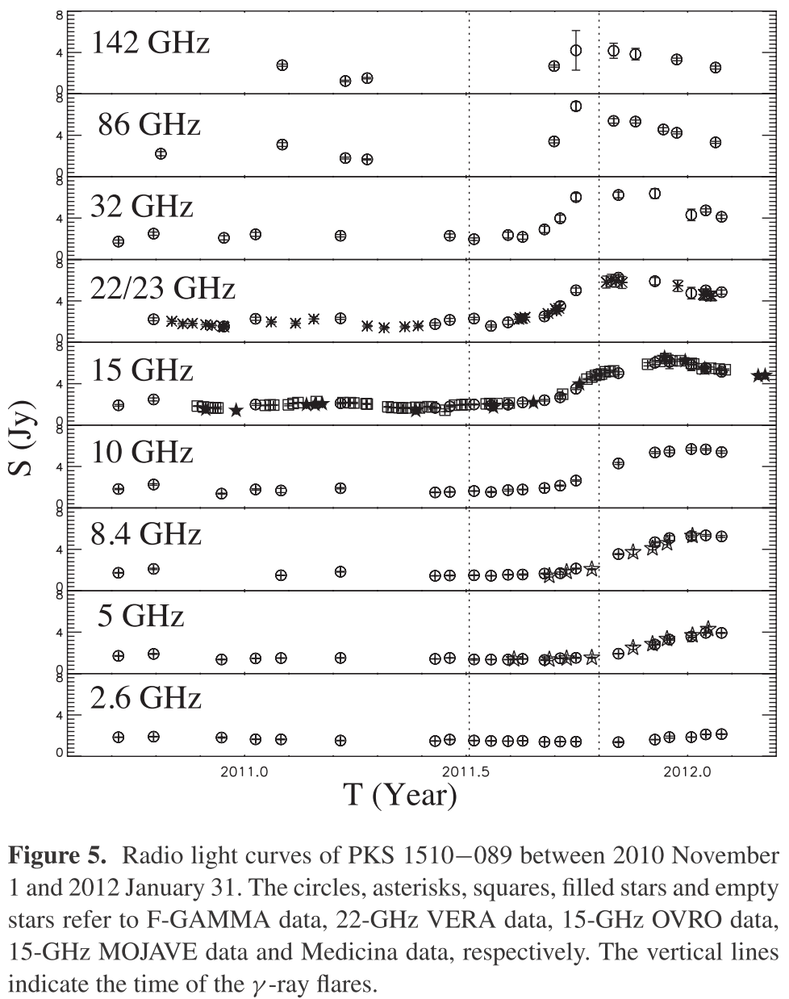 8
4
0
142 GHz
8
4
0
86 GHz
8
4
0
32 GHz
8
4
0
22/23 GHz
8
4
0
15 GHz
8
4
0
10 GHz
8
4
0
8.4 GHz
8
4
0
5 GHz
8
4
2.6 GHz
S (Jy)
2011.0 2011.5 2012.0
T (Year)
Figure 5. Radio light curves of PKS 1510−089 between 2010 November
1 and 2012 January 31. The circles, asterisks, squares, filled stars and empty
stars refer to F-GAMMA data, 22-GHz VERA data, 15-GHz OVRO data,
15-GHz MOJAVE data and Medicina data, respectively. The vertical lines
indicate the time of the γ-ray flares.